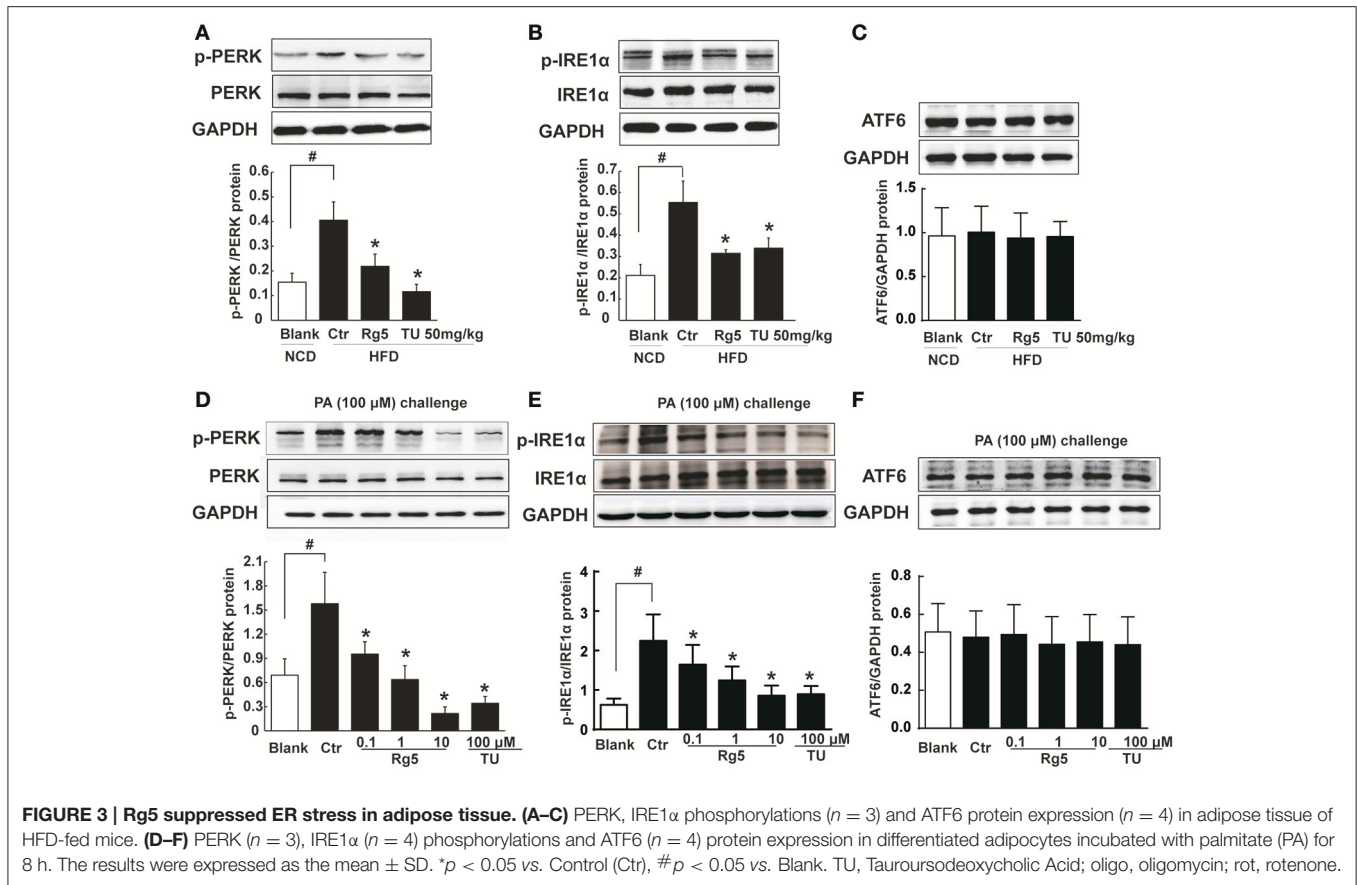 A
p-PERK
PERK
GAPDH
#
p-PERK /PERK protein
0.6
0.5
0.4
0.3
0.2
0.1
0
*
*
Blank Ctr Rg5 TU 50mg/kg
NCD HFD
B
p-IRE1α
IRE1α
GAPDH
#
p-IRE1α /IRE1α protein
0.7
0.6
0.5
0.4
0.3
0.2
0.1
0
*
*
Blank Ctr Rg5 TU 50mg/kg
NCD HFD
C
ATF6
GAPDH
ATF6/GAPDH protein
1.5
1.0
0.5
0.0
Blank Ctr Rg5 TU 50mg/kg
NCD HFD
D
PA (100 μM) challenge
p-PERK
PERK
GAPDH
#
p-PERK/PERK protein
2.1
1.8
1.5
1.2
0.9
0.6
0.3
0
*
*
*
*
Blank Ctr 0.1 1 10 100 μM
Rg5 TU
E
PA (100 μM) challenge
p-IRE1α
IRE1α
GAPDH
#
p-IRE1α/IRE1α protein
4
3
2
1
0
*
*
*
*
Blank Ctr 0.1 1 10 100 μM
Rg5 TU
F
PA (100 μM) challenge
ATF6
GAPDH
ATF6/GAPDH protein
0.8
0.6
0.4
0.2
0.0
Blank Ctr 0.1 1 10 100 μM
Rg5 TU
FIGURE 3 | Rg5 suppressed ER stress in adipose tissue. (A–C) PERK, IRE1α phosphorylations (n = 3) and ATF6 protein expression (n = 4) in adipose tissue of
HFD-fed mice. (D–F) PERK (n = 3), IRE1α (n = 4) phosphorylations and ATF6 (n = 4) protein expression in differentiated adipocytes incubated with palmitate (PA) for
8 h. The results were expressed as the mean ± SD. *p < 0.05 vs. Control (Ctr), #p < 0.05 vs. Blank. TU, Tauroursodeoxycholic Acid; oligo, oligomycin; rot, rotenone.